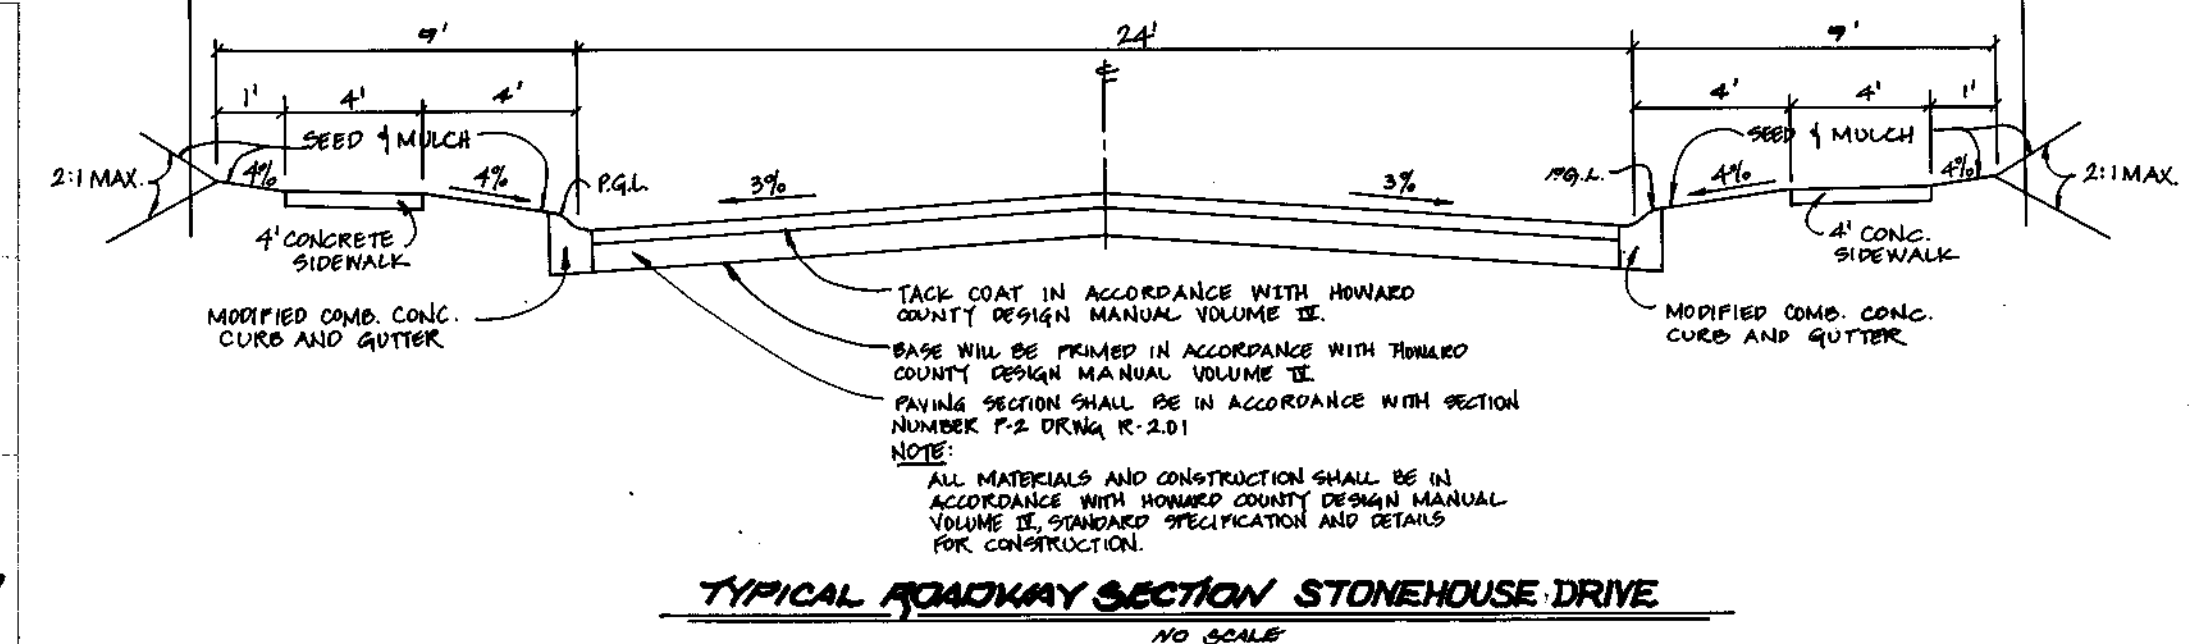 9'
24'
9'
℄
1'
4'
4'
4'
4'
1'
SEED & MULCH
SEED & MULCH
2:1 MAX.
4%
4%
P.G.L.
3%
3%
P.G.L.
4%
4%
2:1 MAX.
4' CONCRETE
SIDEWALK
4' CONC.
SIDEWALK
MODIFIED COMB. CONC.
CURB AND GUTTER
TACK COAT IN ACCORDANCE WITH HOWARD
COUNTY DESIGN MANUAL VOLUME IV.
MODIFIED COMB. CONC.
CURB AND GUTTER
BASE WILL BE PRIMED IN ACCORDANCE WITH HOWARD
COUNTY DESIGN MANUAL VOLUME IV.
PAVING SECTION SHALL BE IN ACCORDANCE WITH SECTION
NUMBER P-2 DRWG R-2.01
NOTE:
ALL MATERIALS AND CONSTRUCTION SHALL BE IN
ACCORDANCE WITH HOWARD COUNTY DESIGN MANUAL
VOLUME IV, STANDARD SPECIFICATION AND DETAILS
FOR CONSTRUCTION.
TYPICAL ROADWAY SECTION STONEHOUSE DRIVE
NO SCALE